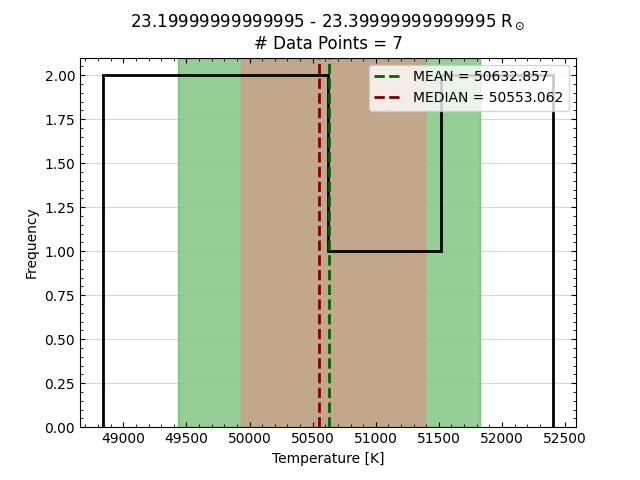 23.19999999999995 - 23.39999999999995 R⊙
# Data Points = 7
MEAN = 50632.857
MEDIAN = 50553.062
2.00
1.75
1.50
1.25
1.00
0.75
0.50
0.25
0.00
Frequency
49000 49500 50000 50500 51000 51500 52000 52500
Temperature [K]